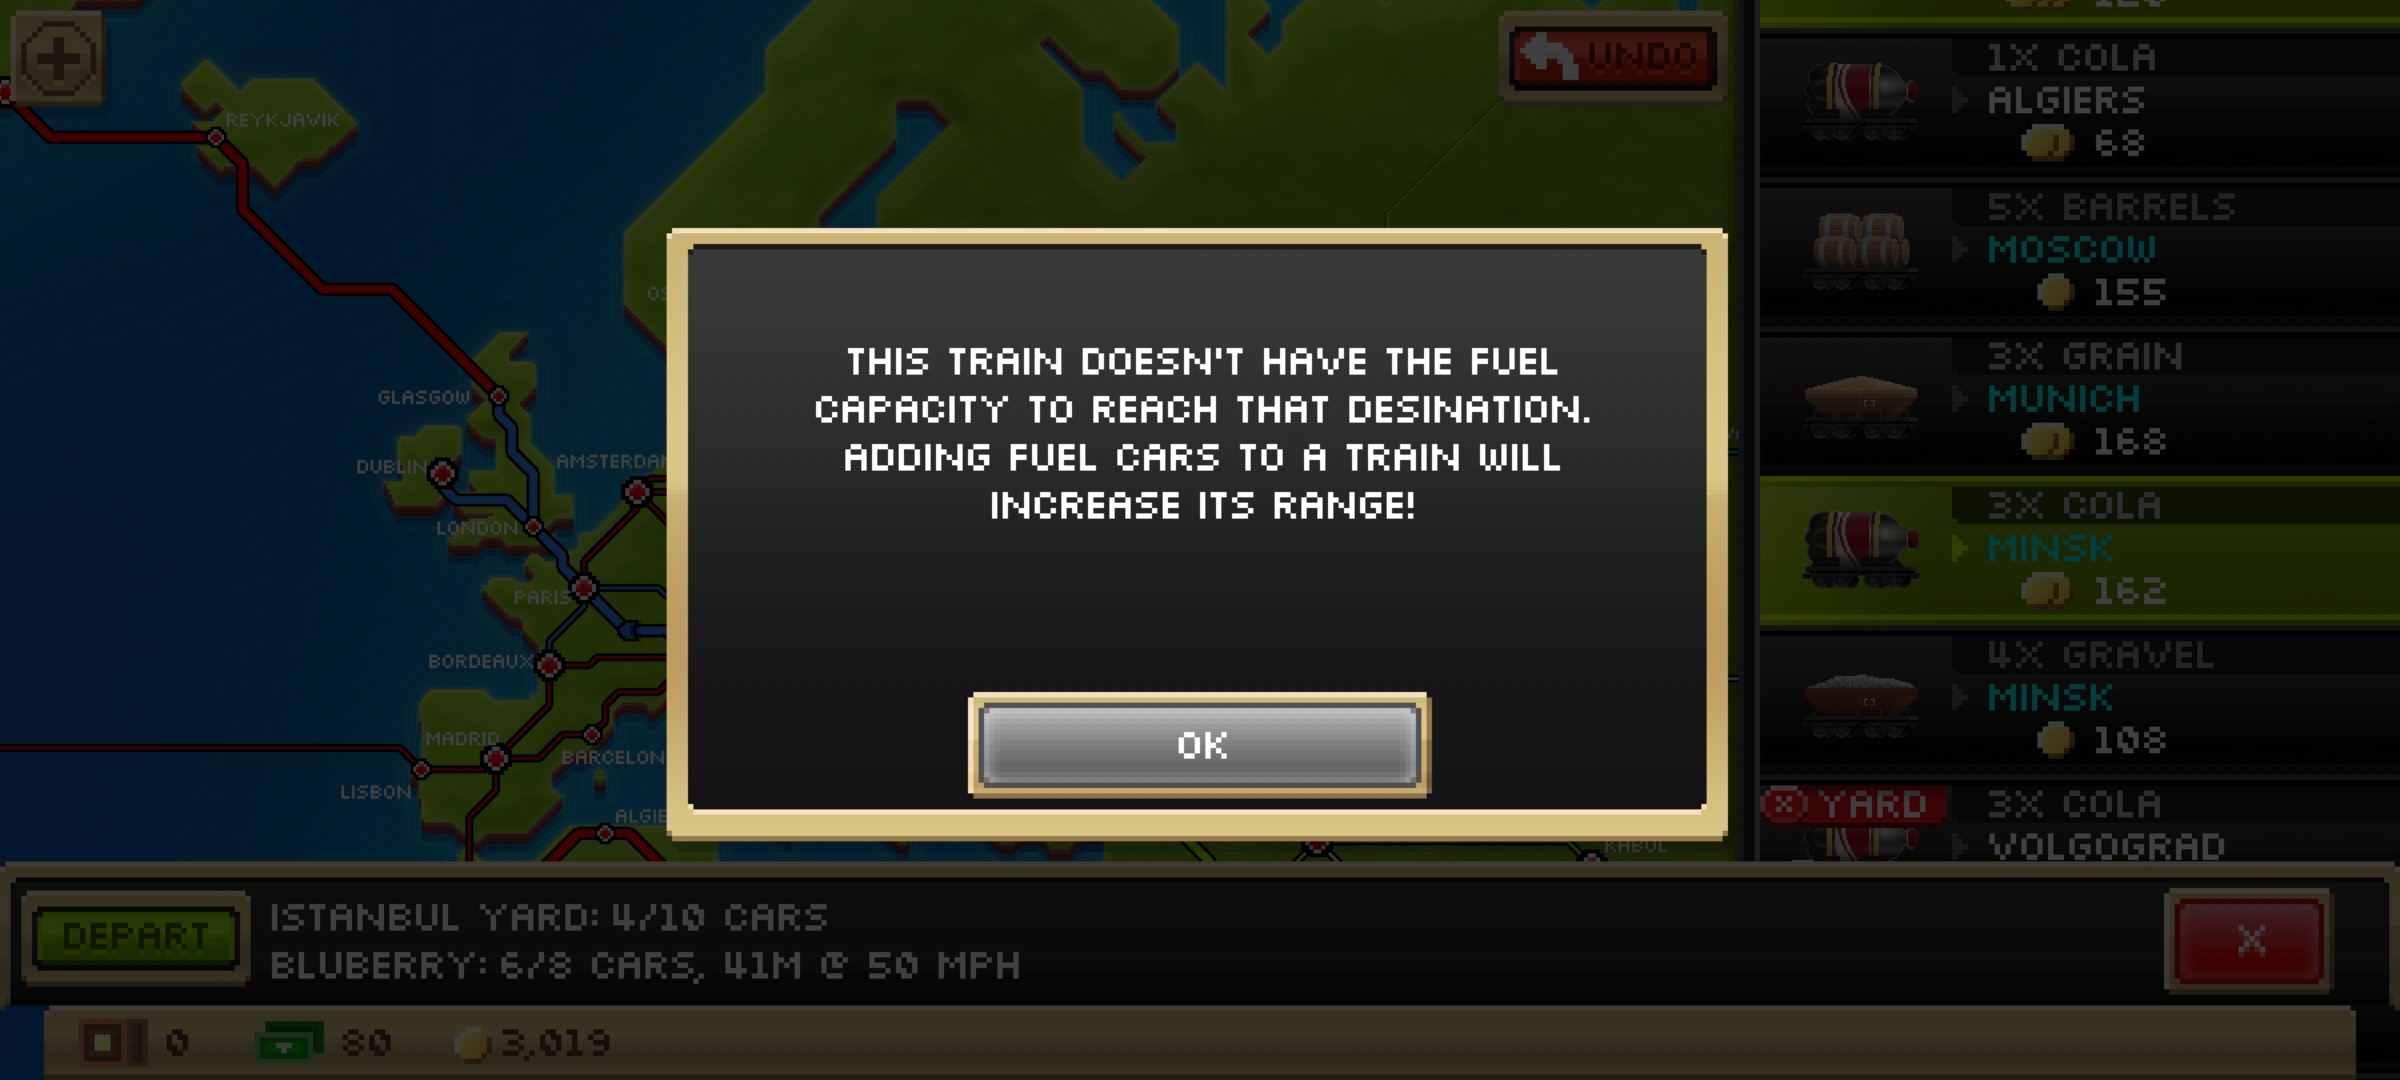 UNDO
REYKJAVIK
GLASGOW
DUBLIN
AMSTERDAM
LONDON
PARIS
BORDEAUX
MADRID
BARCELON
LISBON
ALGIE
KABUL
THIS TRAIN DOESN'T HAVE THE FUEL
CAPACITY TO REACH THAT DESINATION.
ADDING FUEL CARS TO A TRAIN WILL
INCREASE ITS RANGE!
OK
1X COLA
ALGIERS
68
5X BARRELS
MOSCOW
155
3X GRAIN
MUNICH
168
3X COLA
MINSK
162
4X GRAVEL
MINSK
108
X YARD
3X COLA
VOLGOGRAD
DEPART
ISTANBUL YARD: 4/10 CARS
BLUBERRY: 6/8 CARS, 41M @ 50 MPH
X
0
80
3,019